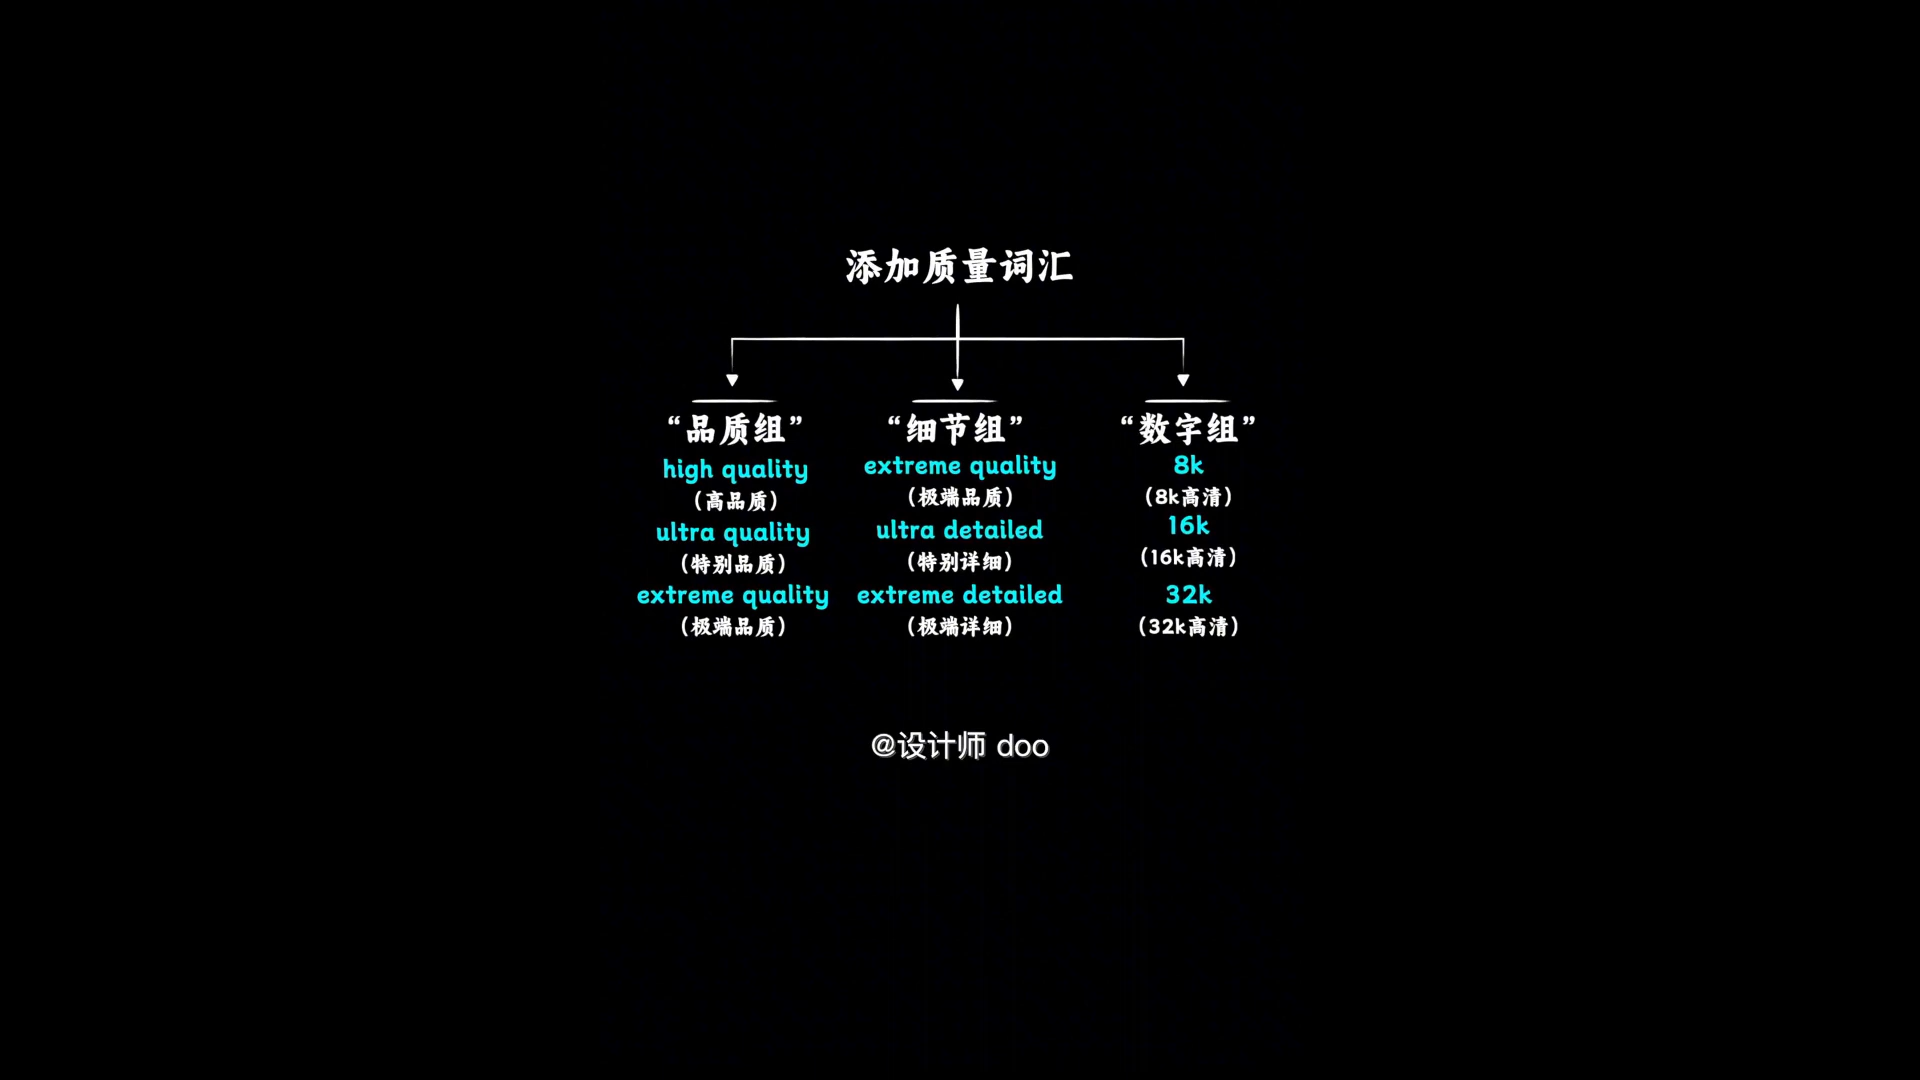 添加质量词汇
“品质组”
high quality
（高品质）
ultra quality
（特别品质）
extreme quality
（极端品质）
“细节组”
extreme quality
（极端品质）
ultra detailed
（特别详细）
extreme detailed
（极端详细）
“数字组”
8k
（8k高清）
16k
（16k高清）
32k
（32k高清）
@设计师 doo